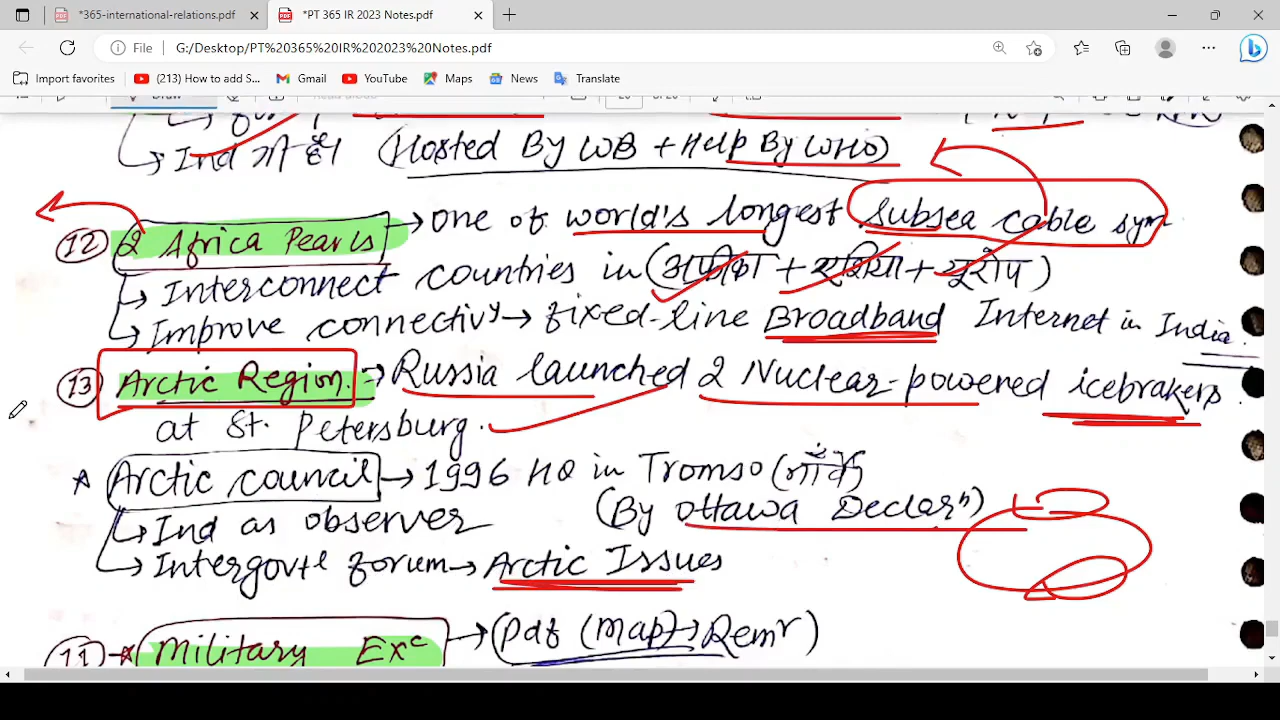 *365-international-relations.pdf
*PT 365 IR 2023 Notes.pdf
File G:/Desktop/PT%20365%20IR%202023%20Notes.pdf
Import favorites (213) How to add S... Gmail YouTube Maps News Translate
Draw Read aloud
Ind (Hosted By WB + Help By WHO)
12 2 Africa Pearls → One of world's longest subsea cable sym
Interconnect countries in (अफ्रीका + एशिया + यूरोप)
Improve connectivy → fixed-line Broadband Internet in India.
13 Arctic Region. → Russia launched 2 Nuclear-powered icebrakers.
at St. Petersburg.
* Arctic council → 1996 HQ in Tromso (नॉर्वे)
Ind as observer (By Ottawa Declarn)
Intergovtl forum → Arctic Issues
11 * Military Exc → (Pdf (map) → Remr)